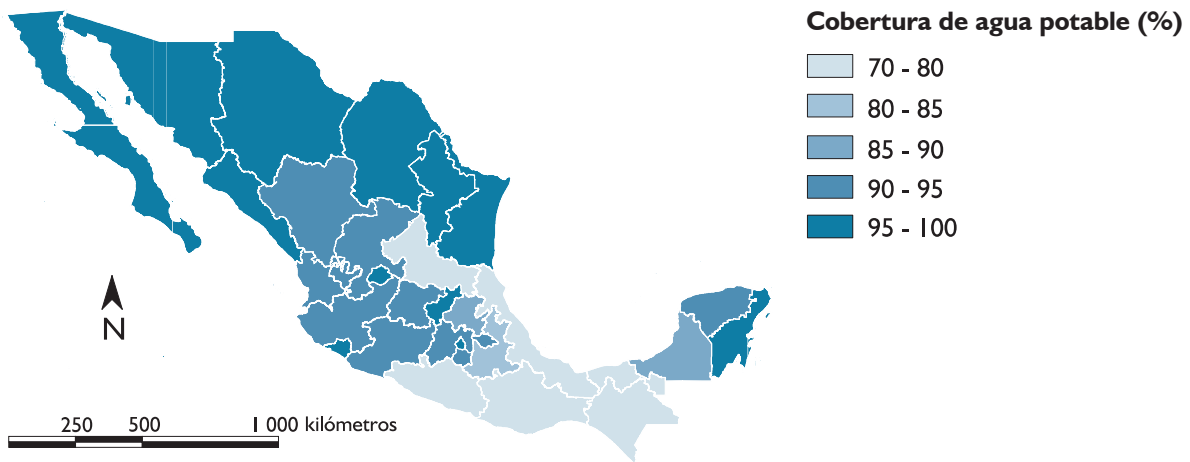 Cobertura de agua potable (%)
70 - 80
80 - 85
85 - 90
90 - 95
95 - 100
N
250 500 1 000 kilómetros